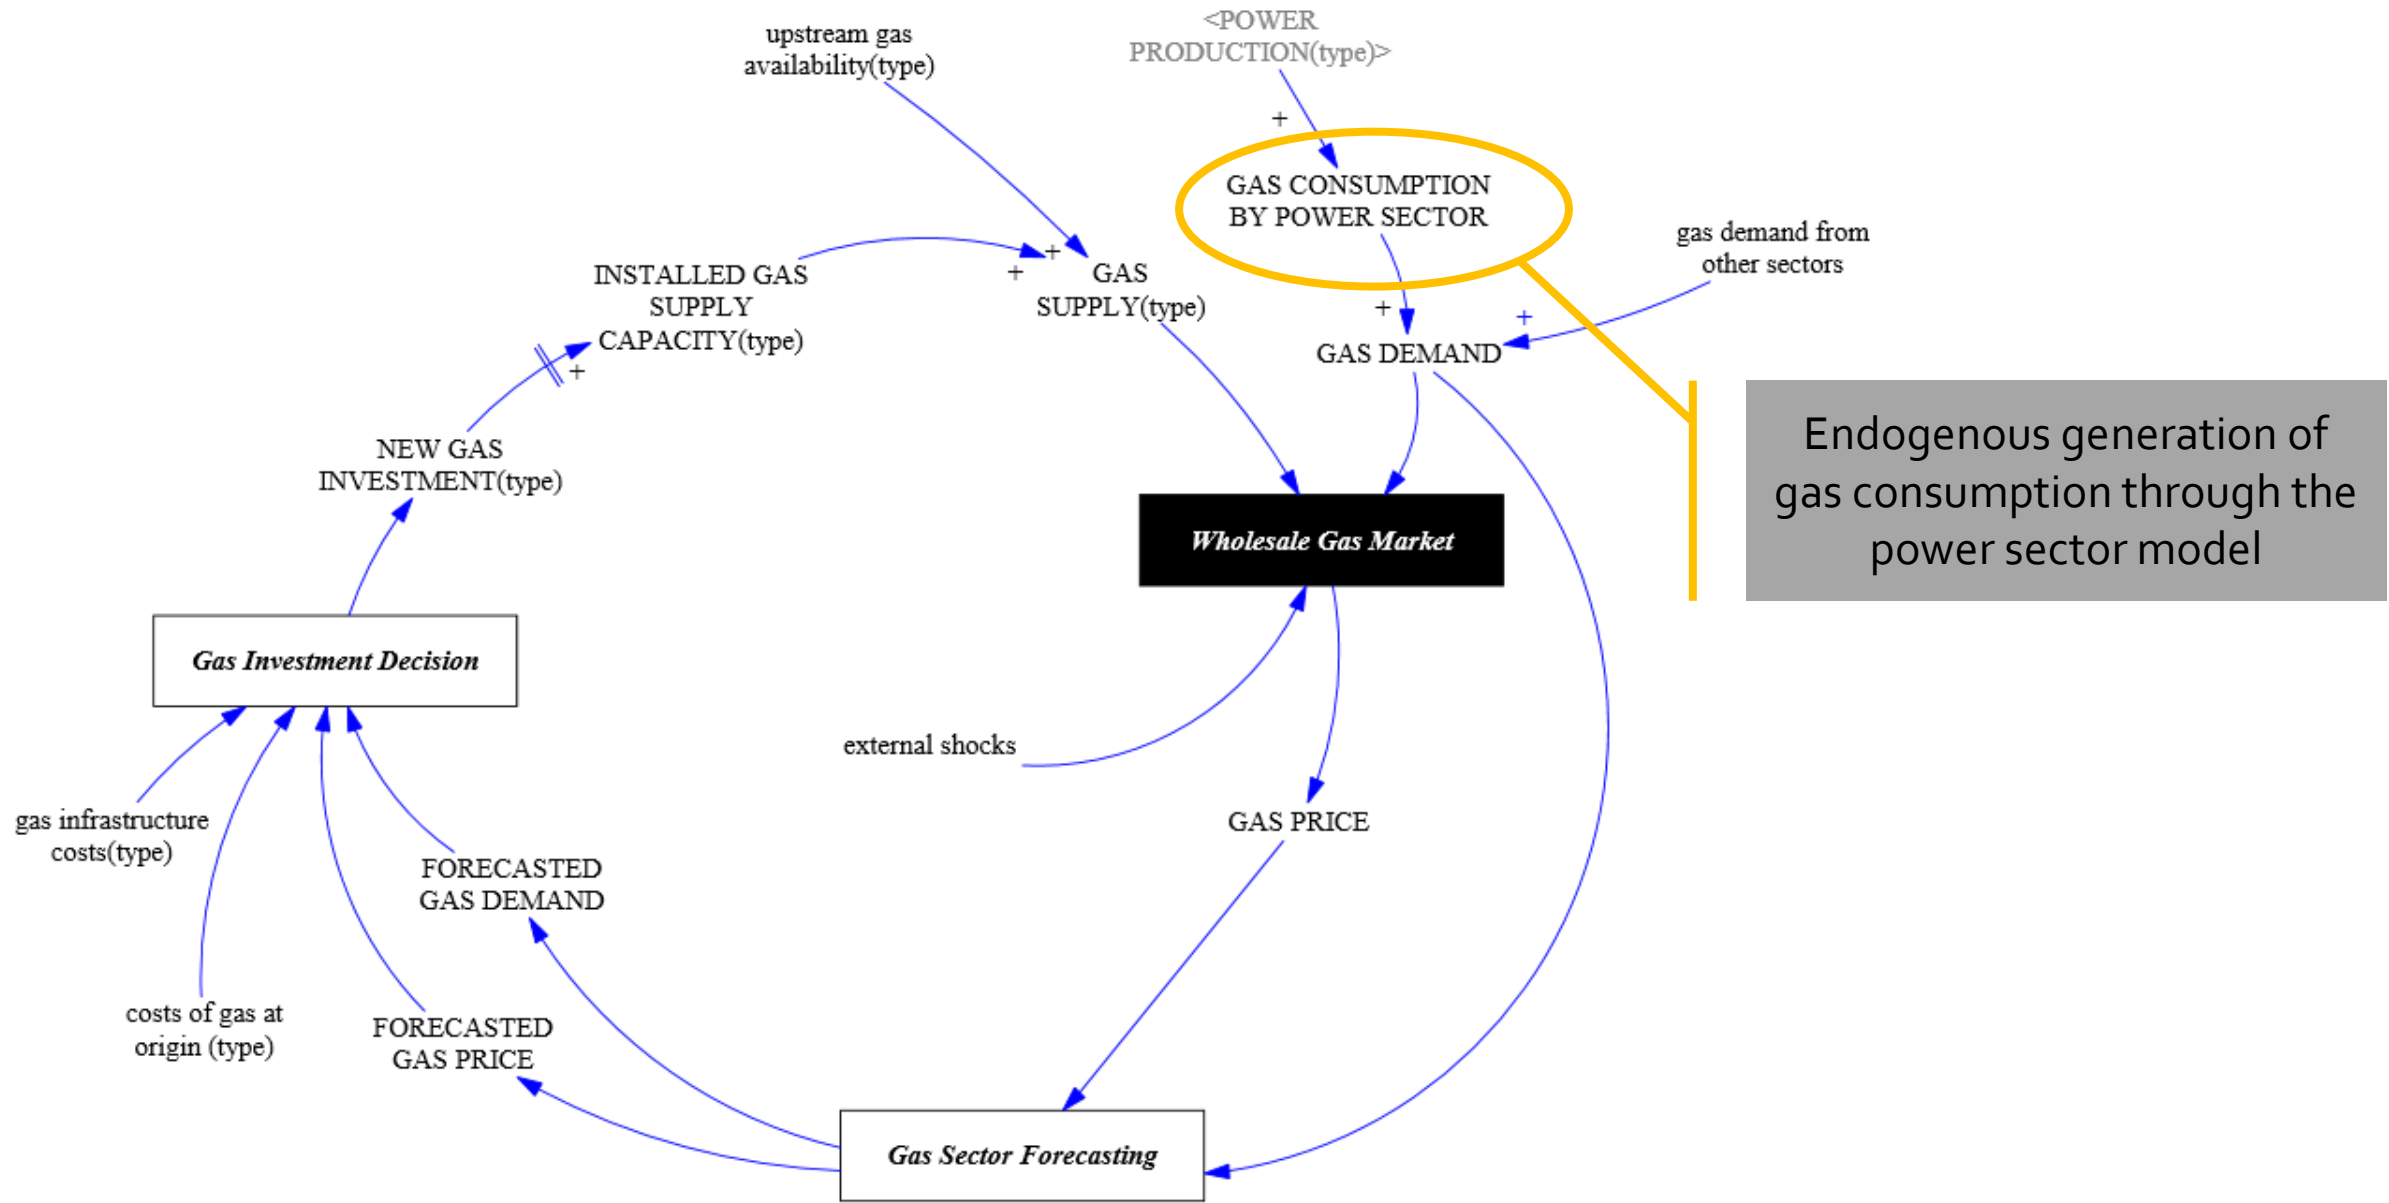 upstream gas
availability(type)
<POWER
PRODUCTION(type)>
+
GAS CONSUMPTION
BY POWER SECTOR
gas demand from
other sectors
INSTALLED GAS
SUPPLY
CAPACITY(type)
+
+
GAS
SUPPLY(type)
+
+
GAS DEMAND
+
NEW GAS
INVESTMENT(type)
Endogenous generation of
gas consumption through the
power sector model
Wholesale Gas Market
Gas Investment Decision
external shocks
gas infrastructure
costs(type)
GAS PRICE
FORECASTED
GAS DEMAND
costs of gas at
origin (type)
FORECASTED
GAS PRICE
Gas Sector Forecasting